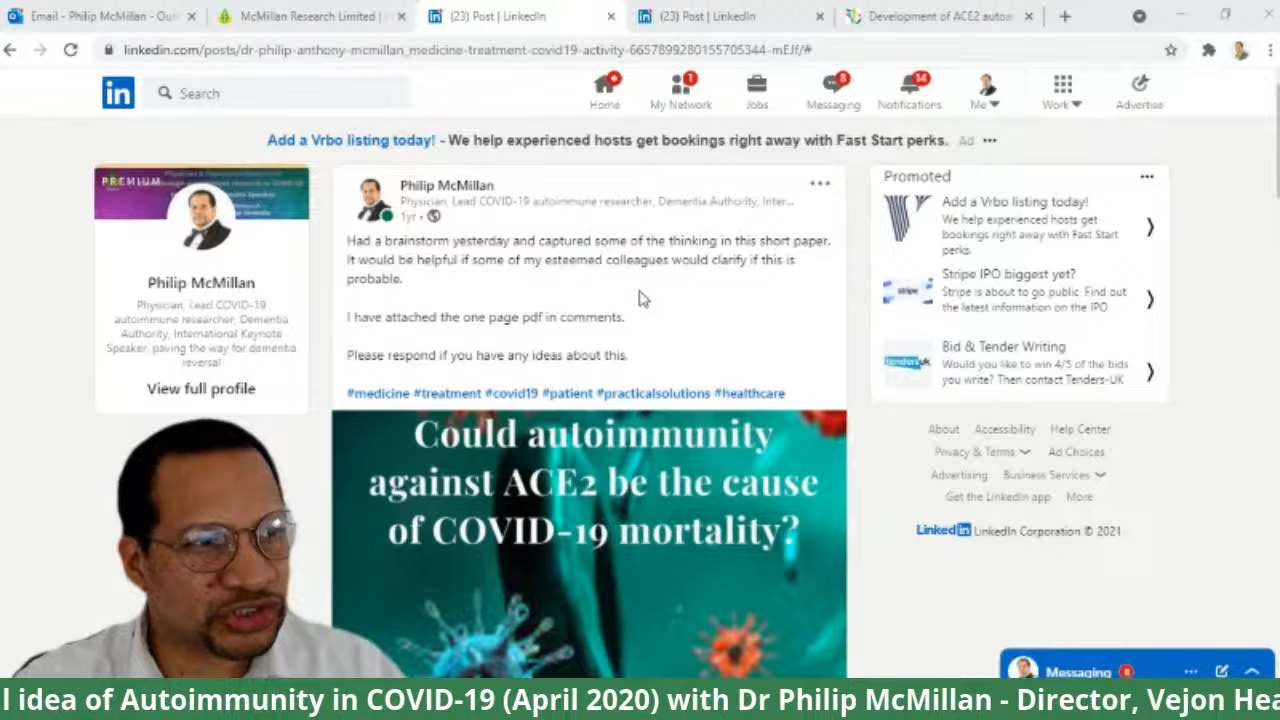 Email - Philip McMillan - Out
McMillan Research Limited |
(23) Post | LinkedIn
(23) Post | LinkedIn
Development of ACE2 autoa
linkedin.com/posts/dr-philip-anthony-mcmillan_medicine-treatment-covid19-activity-6657899280155705344-mEJf/#
in
Search
Home
1
My Network
Jobs
8
Messaging
14
Notifications
Me
Work
Advertise
Add a Vrbo listing today! - We help experienced hosts get bookings right away with Fast Start perks. Ad
PREMIUM
Philip McMillan
Physician, Lead COVID-19
autoimmune researcher, Dementia
Authority, International Keynote
Speaker, paving the way for dementia
reversal
View full profile
Philip McMillan
Physician, Lead COVID-19 autoimmune researcher, Dementia Authority, Inter...
1yr •
Had a brainstorm yesterday and captured some of the thinking in this short paper.
It would be helpful if some of my esteemed colleagues would clarify if this is
probable.
I have attached the one page pdf in comments.
Please respond if you have any ideas about this.
#medicine #treatment #covid19 #patient #practicalsolutions #healthcare
Could autoimmunity
against ACE2 be the cause
of COVID-19 mortality?
Promoted
Add a Vrbo listing today!
We help experienced hosts get
bookings right away with Fast Start
perks.
Stripe IPO biggest yet?
Stripe is about to go public. Find out
the latest information on the IPO
stripe
Bid & Tender Writing
Would you like to win 4/5 of the bids
you write? Then contact Tenders-UK
tendersuk
About Accessibility Help Center
Privacy & Terms Ad Choices
Advertising Business Services
Get the LinkedIn app More
LinkedIn LinkedIn Corporation © 2021
Messaging 8
l idea of Autoimmunity in COVID-19 (April 2020) with Dr Philip McMillan - Director, Vejon Hea